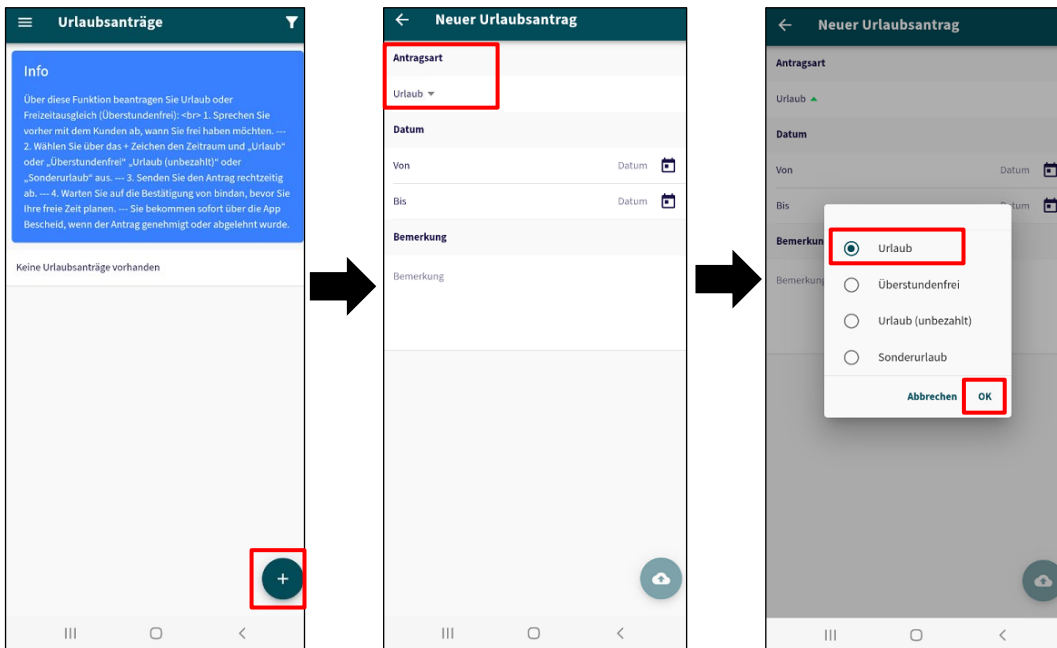 Urlaubsanträge
Info
Über diese Funktion beantragen Sie Urlaub oder
Freizeitausgleich (Überstundenfrei): <br> 1. Sprechen Sie
vorher mit dem Kunden ab, wann Sie frei haben möchten. ---
2. Wählen Sie über das + Zeichen den Zeitraum und „Urlaub“
oder „Überstundenfrei“ „Urlaub (unbezahlt)“ oder
„Sonderurlaub“ aus. --- 3. Senden Sie den Antrag rechtzeitig
ab. --- 4. Warten Sie auf die Bestätigung von bindan, bevor Sie
Ihre freie Zeit planen. --- Sie bekommen sofort über die App
Bescheid, wenn der Antrag genehmigt oder abgelehnt wurde.
Keine Urlaubsanträge vorhanden
+
Neuer Urlaubsantrag
Antragsart
Urlaub
Datum
Von Datum
Bis Datum
Bemerkung
Bemerkung
Neuer Urlaubsantrag
Antragsart
Urlaub
Datum
Von Datum
Bis Datum
Bemerkun
Bemerkung
Urlaub
Überstundenfrei
Urlaub (unbezahlt)
Sonderurlaub
Abbrechen OK